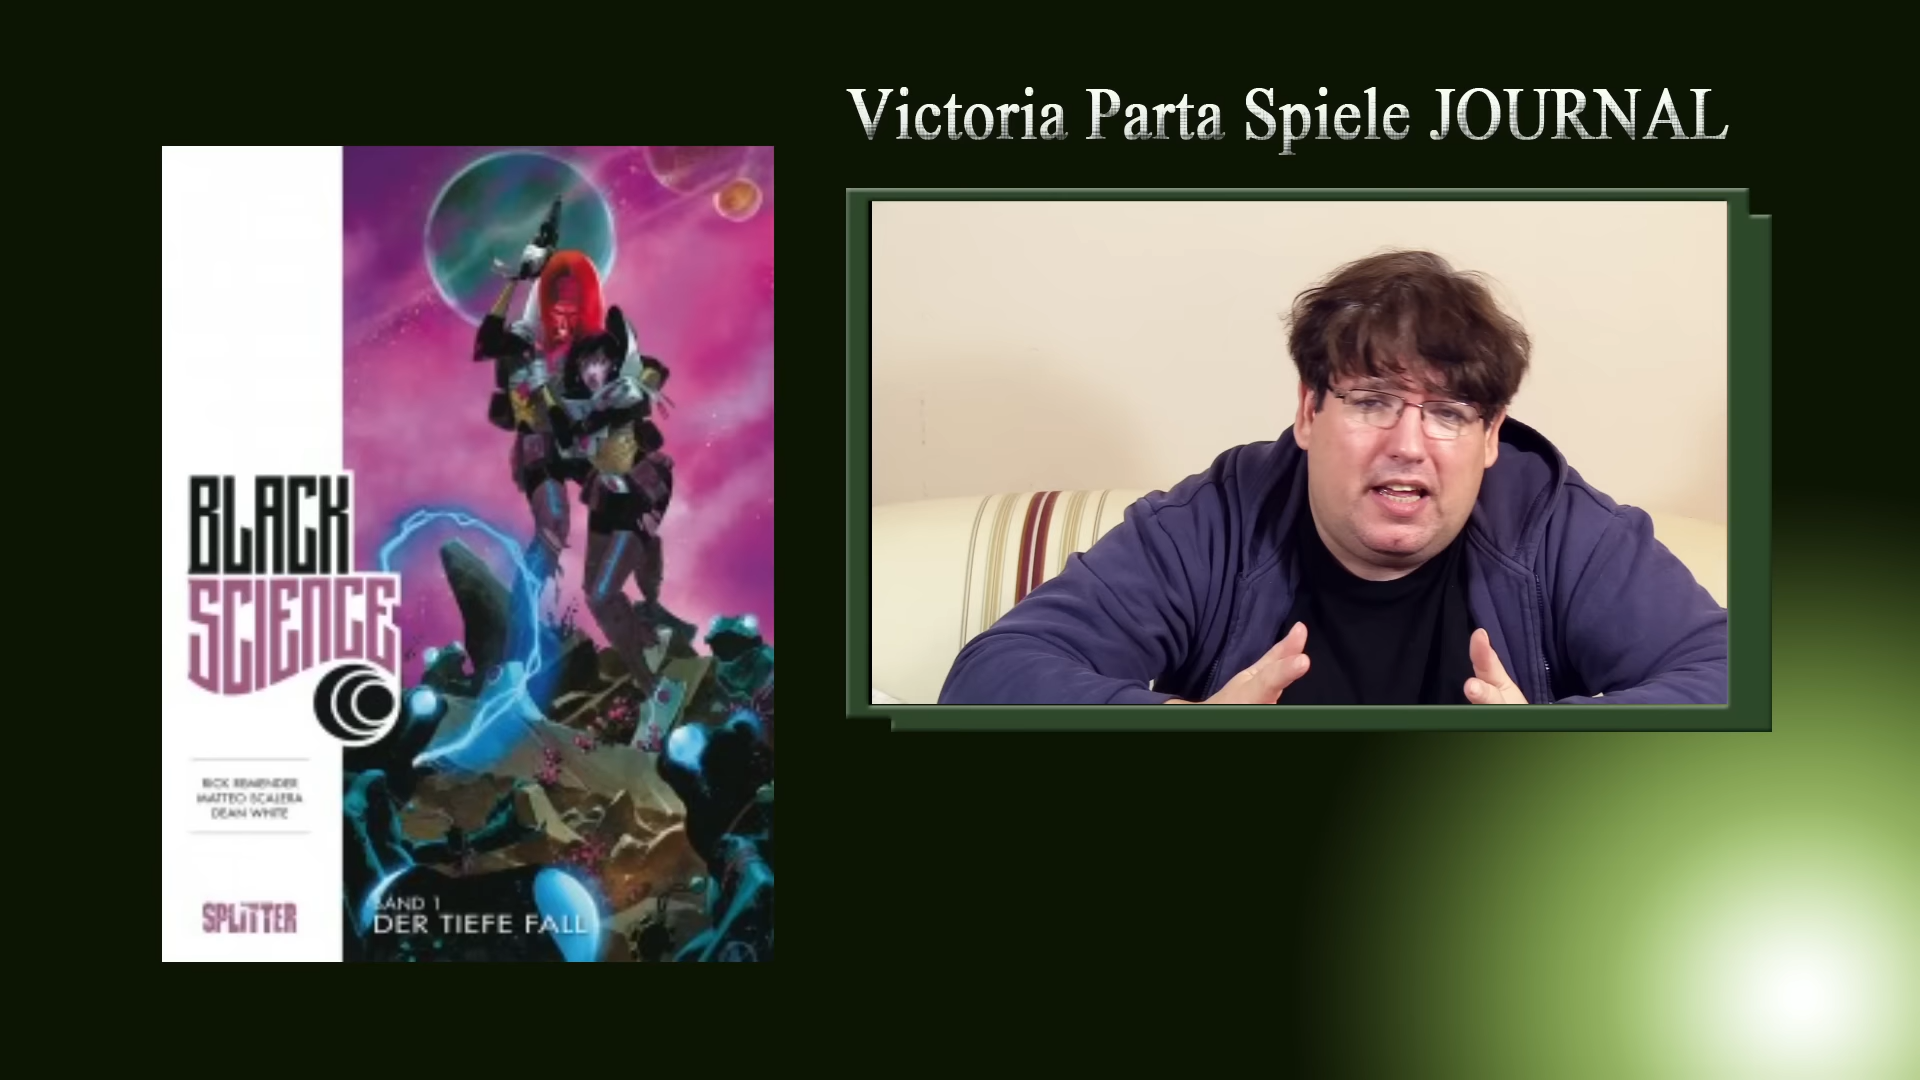 Victoria Parta Spiele JOURNAL
BLACK
SCIENCE
RICK REMENDER
MATTEO SCALERA
DEAN WHITE
SPLITTER
BAND 1
DER TIEFE FALL